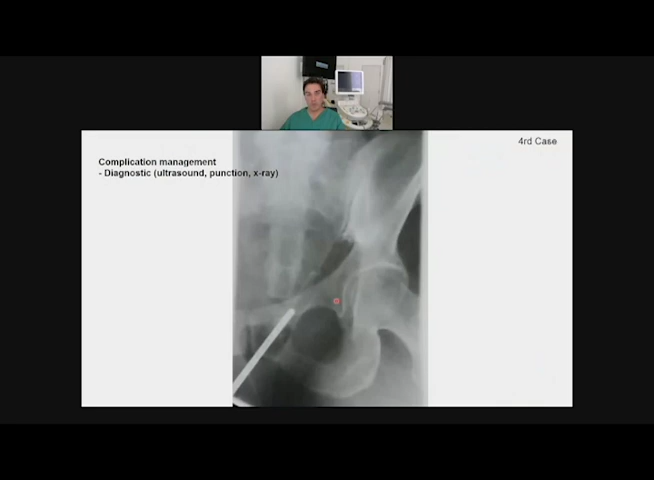 4rd Case
Complication management
- Diagnostic (ultrasound, punction, x-ray)